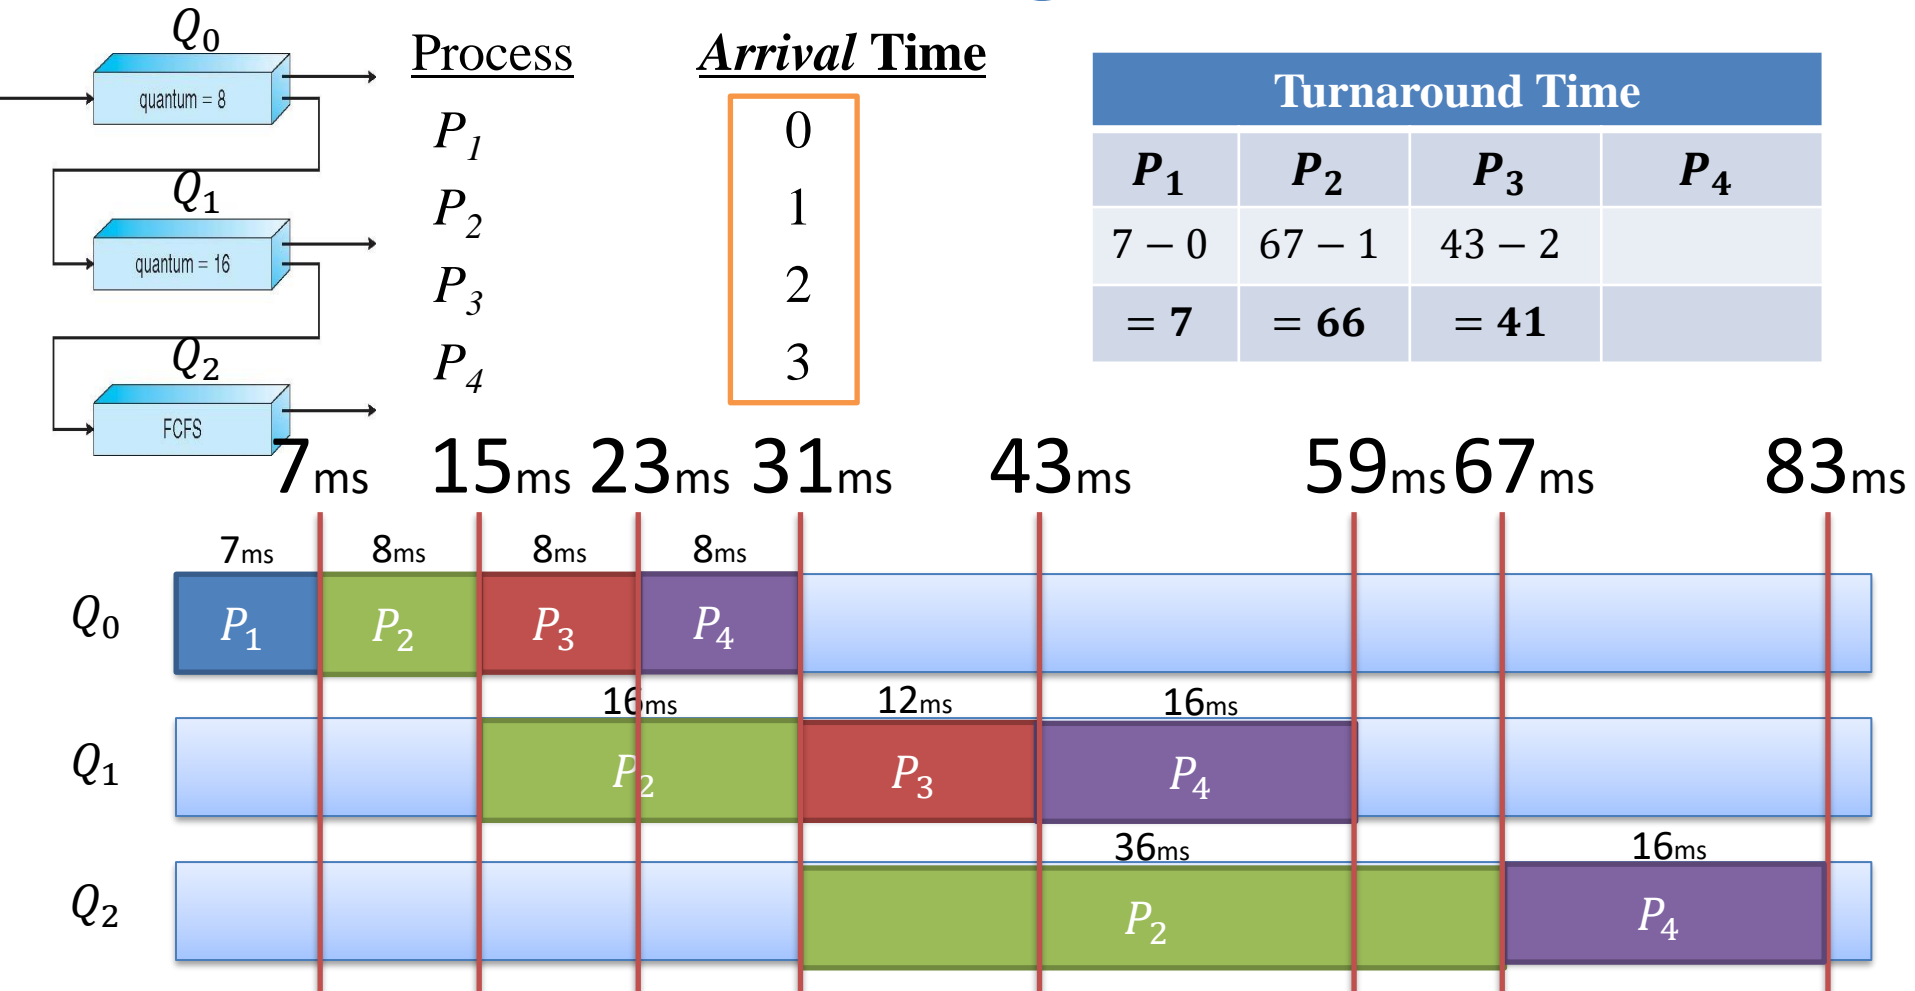 Q₀
quantum = 8
Q₁
quantum = 16
Q₂
FCFS
Process Arrival Time
P₁ 0
P₂ 1
P₃ 2
P₄ 3
Turnaround Time
P₁ P₂ P₃ P₄
7 − 0 67 − 1 43 − 2
= 7 = 66 = 41
7ms 15ms 23ms 31ms 43ms 59ms 67ms 83ms
7ms 8ms 8ms 8ms
Q₀ P₁ P₂ P₃ P₄
16ms 12ms 16ms
Q₁ P₂ P₃ P₄
36ms 16ms
Q₂ P₂ P₄